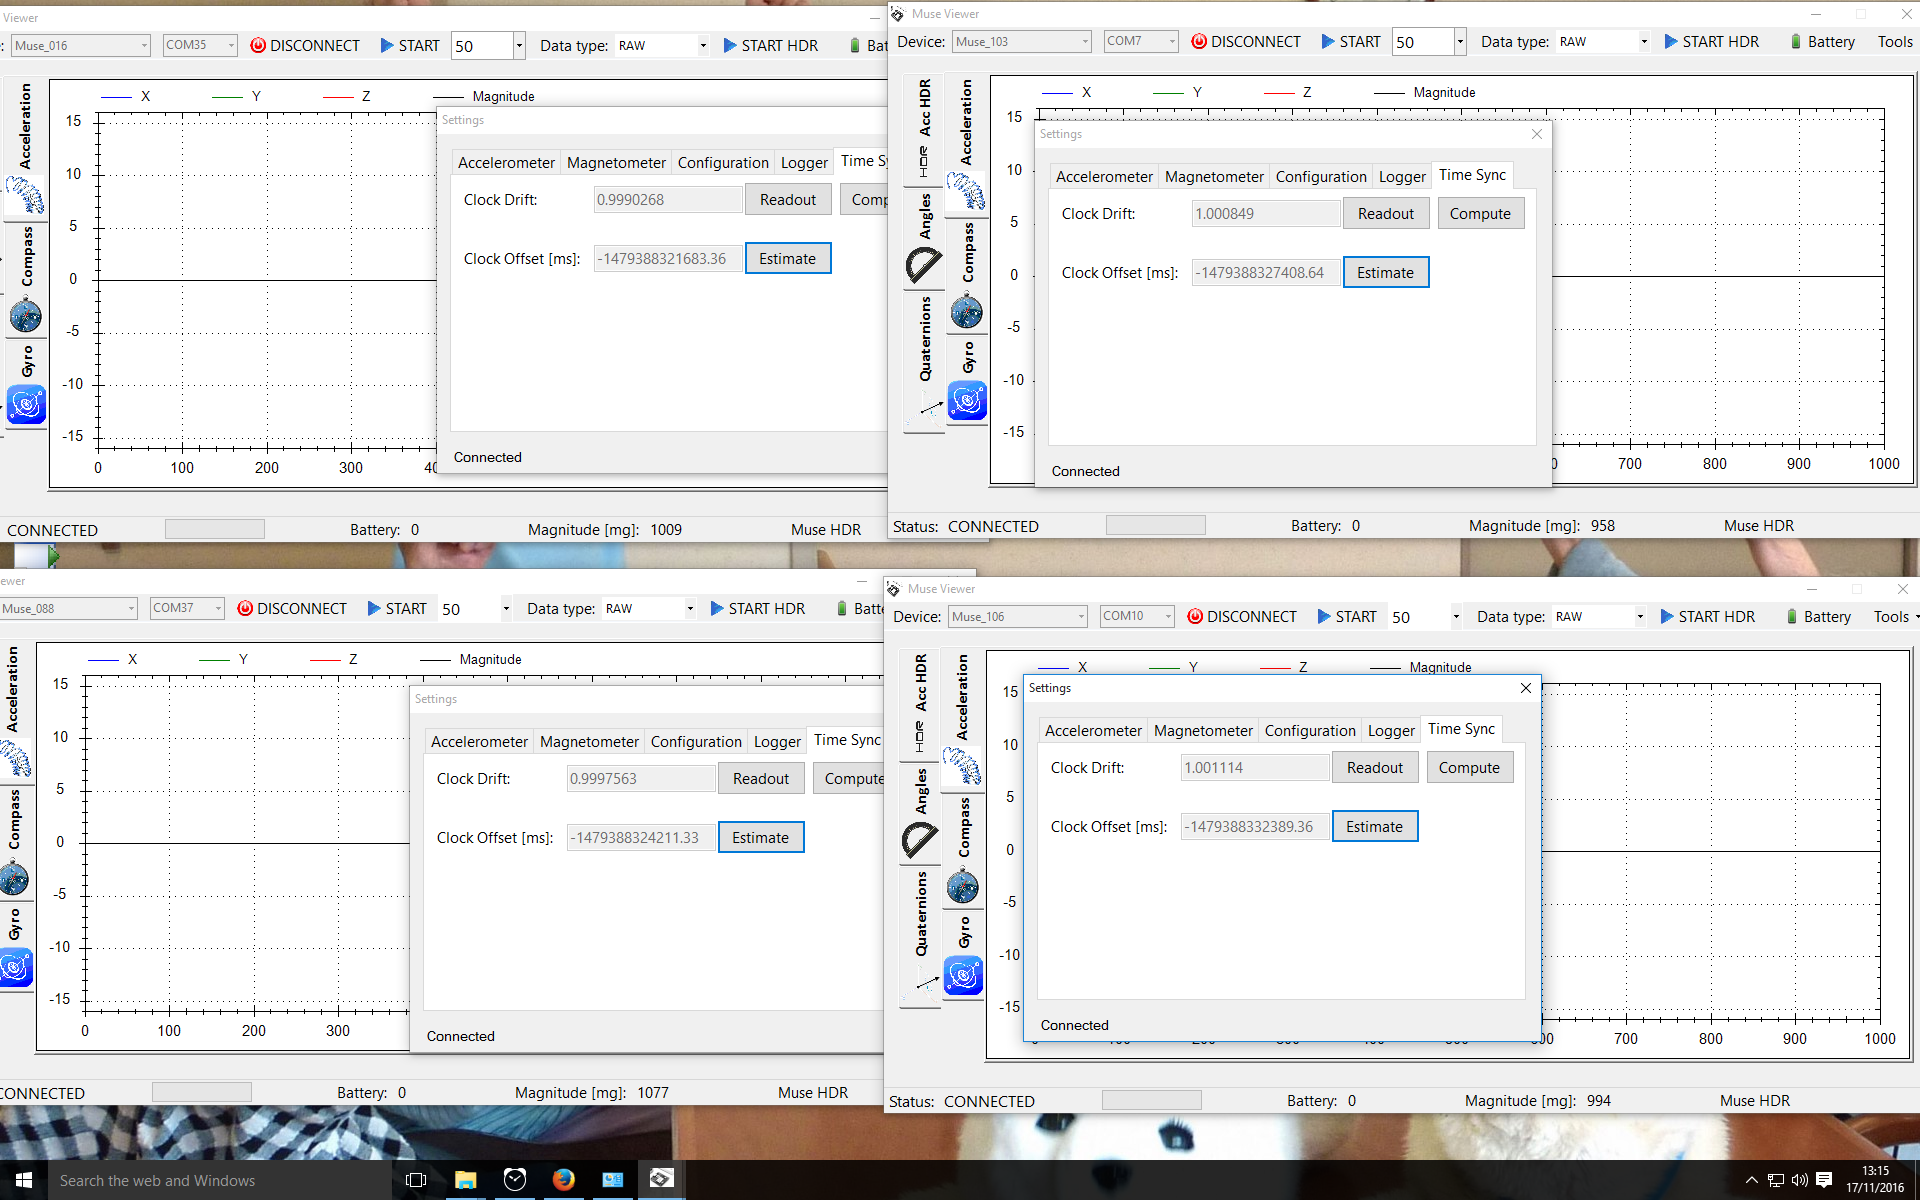 Viewer
Muse_016 COM35 DISCONNECT START 50 Data type: RAW START HDR Bat
Acceleration
Compass
Gyro
X Y Z Magnitude
15
10
5
0
-5
-10
-15
0 100 200 300 40
Settings
Accelerometer Magnetometer Configuration Logger Time Sy
Clock Drift: 0.9990268 Readout Comp
Clock Offset [ms]: -1479388321683.36 Estimate
Connected
CONNECTED Battery: 0 Magnitude [mg]: 1009 Muse HDR
Muse Viewer
Device: Muse_103 COM7 DISCONNECT START 50 Data type: RAW START HDR Battery Tools
HDR Acc HDR
Angles
Quaternions
Acceleration
Compass
Gyro
X Y Z Magnitude
15
10
5
0
-5
-10
-15
0 700 800 900 1000
Settings
Accelerometer Magnetometer Configuration Logger Time Sync
Clock Drift: 1.000849 Readout Compute
Clock Offset [ms]: -1479388327408.64 Estimate
Connected
Status: CONNECTED Battery: 0 Magnitude [mg]: 958 Muse HDR
ewer
Muse_088 COM37 DISCONNECT START 50 Data type: RAW START HDR Batte
Acceleration
Compass
Gyro
X Y Z Magnitude
15
10
5
0
-5
-10
-15
0 100 200 300
Settings
Accelerometer Magnetometer Configuration Logger Time Sync
Clock Drift: 0.9997563 Readout Compute
Clock Offset [ms]: -1479388324211.33 Estimate
Connected
CONNECTED Battery: 0 Magnitude [mg]: 1077 Muse HDR
Muse Viewer
Device: Muse_106 COM10 DISCONNECT START 50 Data type: RAW START HDR Battery Tools
HDR Acc HDR
Angles
Quaternions
Acceleration
Compass
Gyro
X Y Z Magnitude
15
10
5
0
-5
-10
-15
700 800 900 1000
Settings
Accelerometer Magnetometer Configuration Logger Time Sync
Clock Drift: 1.001114 Readout Compute
Clock Offset [ms]: -1479388332389.36 Estimate
Connected
Status: CONNECTED Battery: 0 Magnitude [mg]: 994 Muse HDR
Search the web and Windows
13:15
17/11/2016